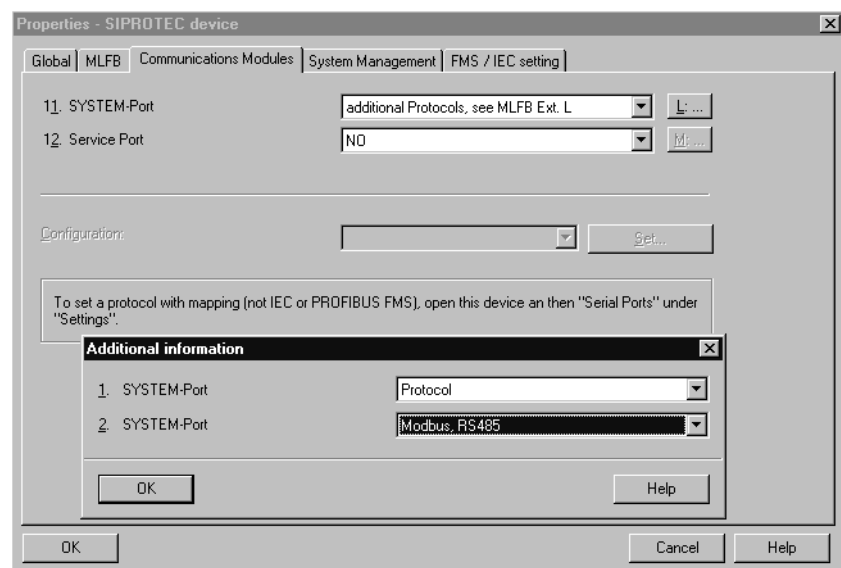 Properties - SIPROTEC device
Global MLFB Communications Modules System Management FMS / IEC setting
11. SYSTEM-Port additional Protocols, see MLFB Ext. L L: ...
12. Service Port NO M: ...
Configuration: Set...
To set a protocol with mapping (not IEC or PROFIBUS FMS), open this device an then "Serial Ports" under
"Settings".
Additional information
1. SYSTEM-Port Protocol
2. SYSTEM-Port Modbus, RS485
OK Help
OK Cancel Help